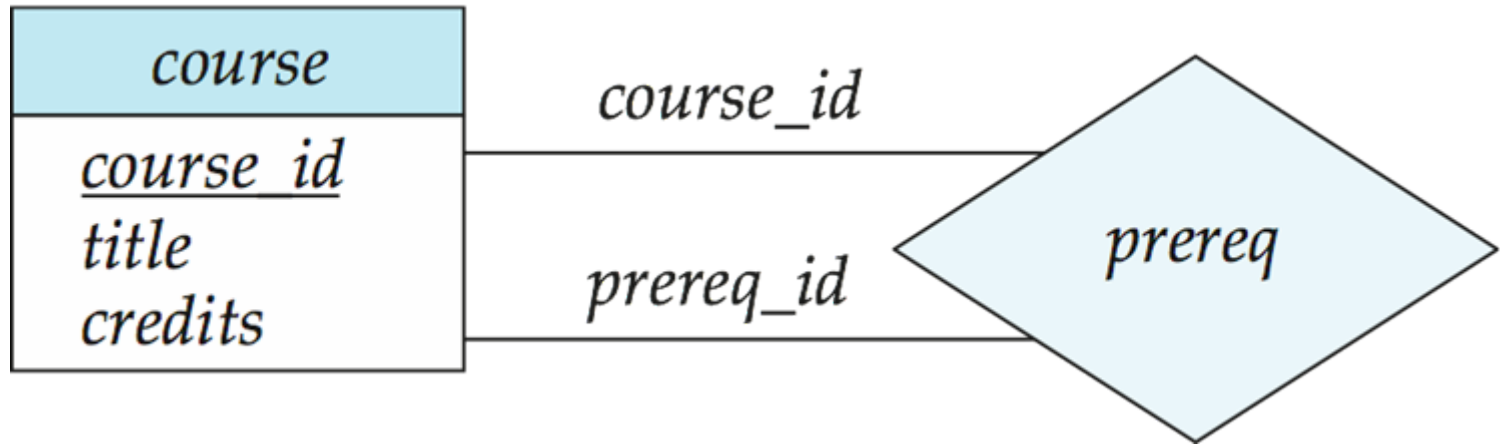 course
course_id
title
credits
course_id
prereq_id
prereq